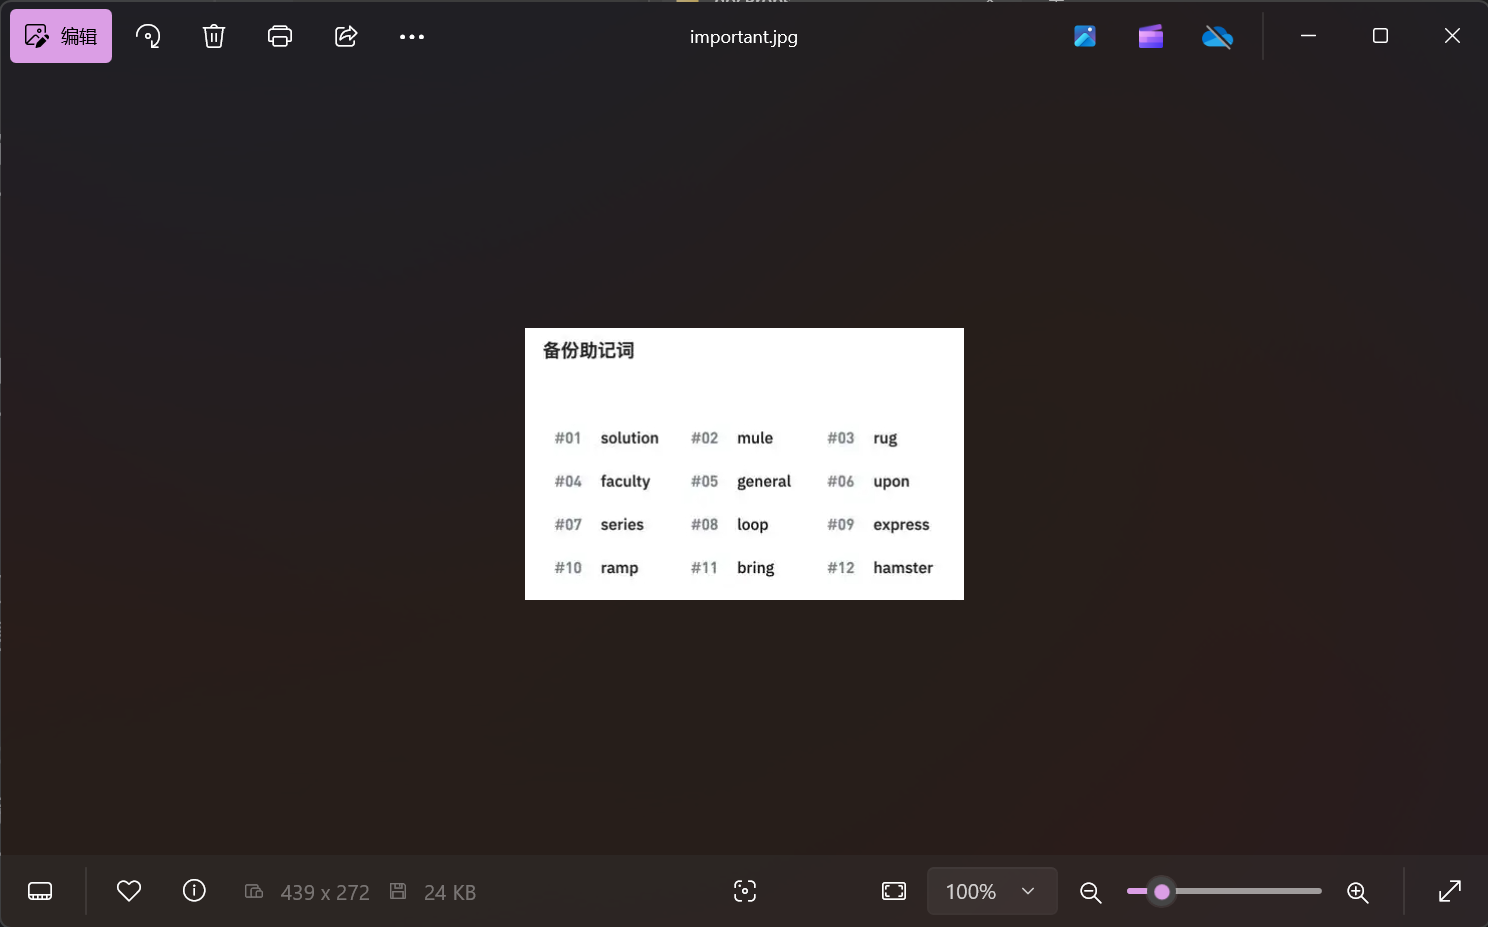 编辑
important.jpg
备份助记词
#01 solution #02 mule #03 rug
#04 faculty #05 general #06 upon
#07 series #08 loop #09 express
#10 ramp #11 bring #12 hamster
439 x 272 24 KB 100%